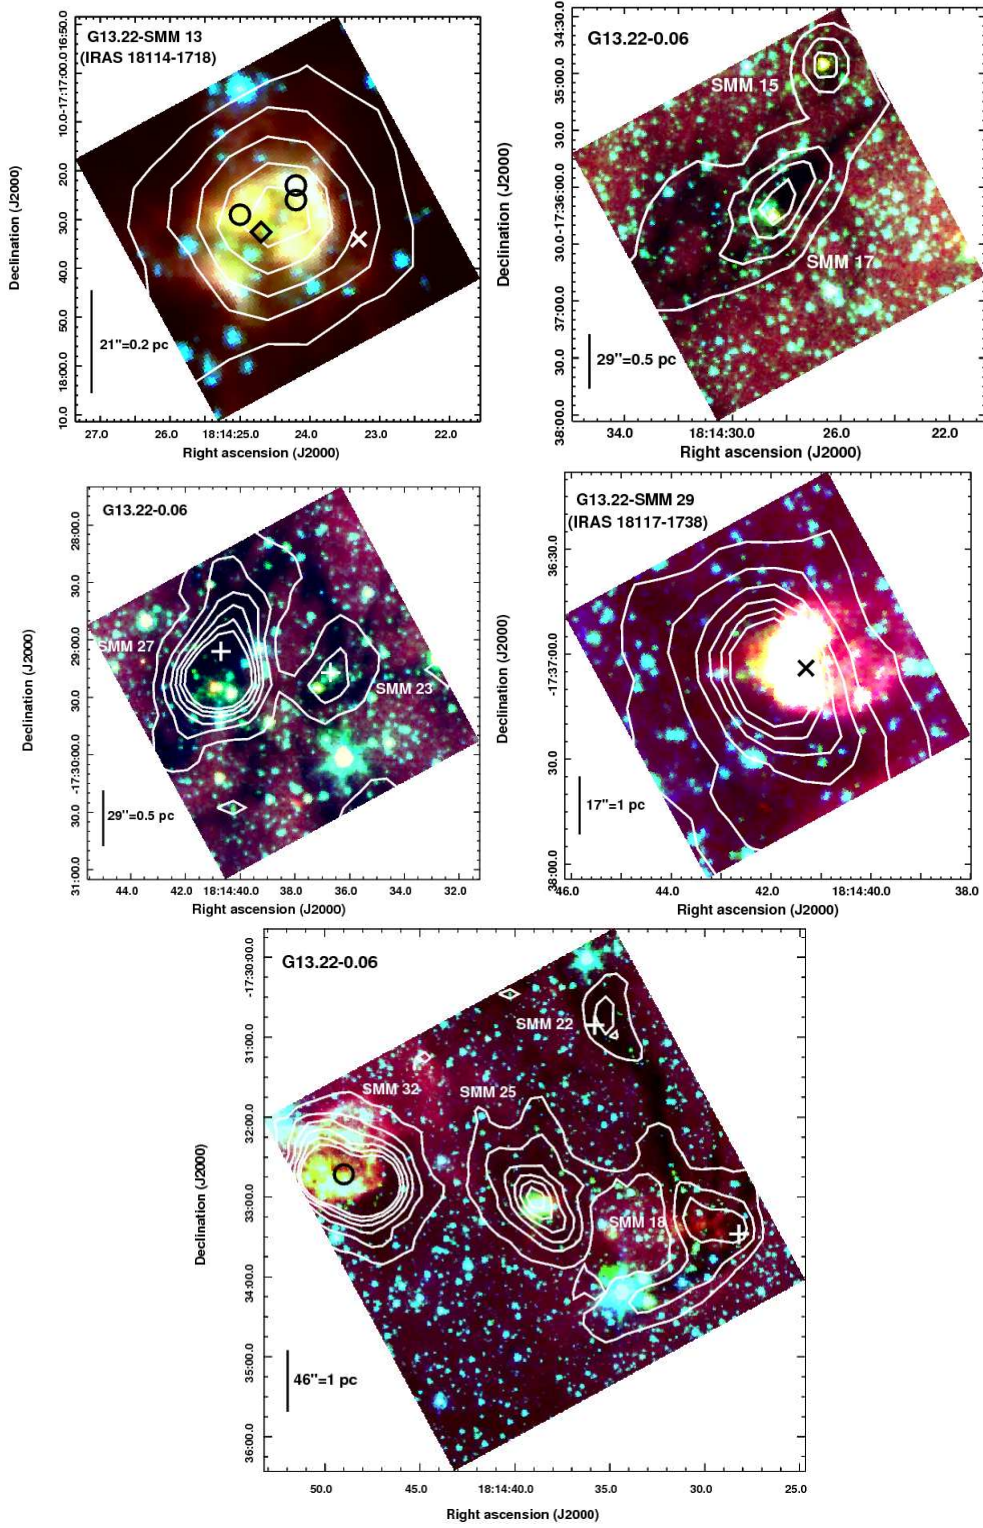 G13.22-SMM 13
(IRAS 18114-1718)
Declination (J2000)
-17:17:00.0 16:50.0
10.0
20.0
30.0
40.0
50.0
18:00.0
10.0
21"=0.2 pc
27.0 26.0 18:14:25.0 24.0 23.0 22.0
Right ascension (J2000)
G13.22-0.06
SMM 15
SMM 17
Declination (J2000)
34:30.0
35:00.0
30.0
-17:36:00.0
30.0
37:00.0
30.0
38:00.0
29"=0.5 pc
34.0 18:14:30.0 26.0 22.0
Right ascension (J2000)
G13.22-0.06
SMM 27
SMM 23
Declination (J2000)
28:00.0
30.0
29:00.0
30.0
-17:30:00.0
30.0
31:00.0
29"=0.5 pc
44.0 42.0 18:14:40.0 38.0 36.0 34.0 32.0
Right ascension (J2000)
G13.22-SMM 29
(IRAS 18117-1738)
Declination (J2000)
36:30.0
-17:37:00.0
30.0
38:00.0
17"=1 pc
46.0 44.0 42.0 18:14:40.0 38.0
Right ascension (J2000)
G13.22-0.06
SMM 22
SMM 32
SMM 25
SMM 18
Declination (J2000)
-17:30:00.0
31:00.0
32:00.0
33:00.0
34:00.0
35:00.0
36:00.0
46"=1 pc
50.0 45.0 18:14:40.0 35.0 30.0 25.0
Right ascension (J2000)